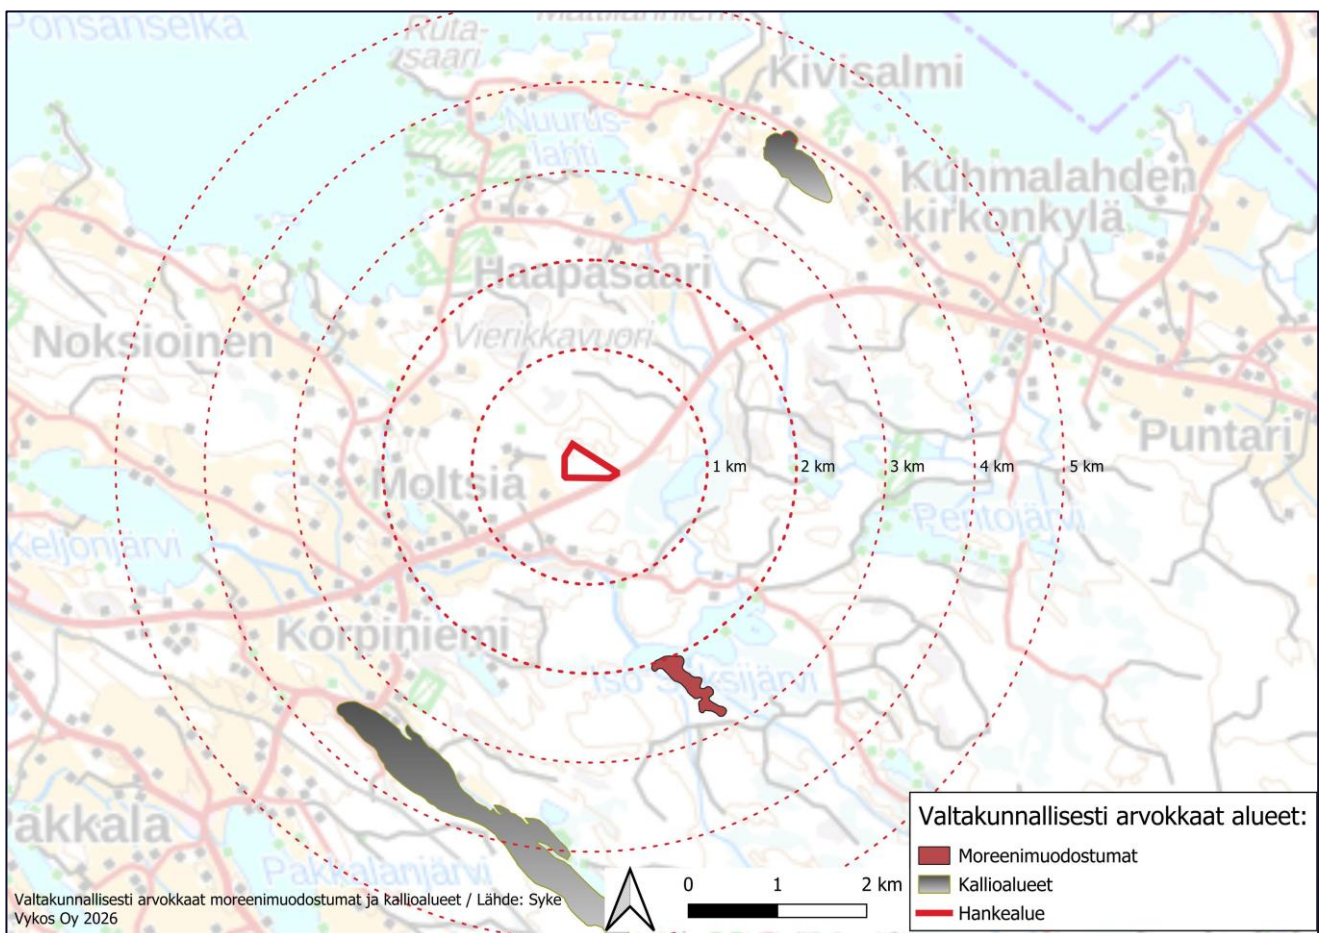 Ponsanselkä
Ruta-
saari
Kivisalmi
Nuurus-
lahti
Kuhmalahden
kirkonkylä
Haapasaari
Noksioinen
Vierikkavuori
Puntari
1 km
2 km
3 km
4 km
5 km
Moltsia
Pentojärvi
Keljonjärvi
Korpiniemi
Pakkala
Pakkalanjärvi
Valtakunnallisesti arvokkaat alueet:
Moreenimuodostumat
Kallioalueet
Hankealue
0 1 2 km
Valtakunnallisesti arvokkaat moreenimuodostumat ja kallioalueet / Lähde: Syke
Vykos Oy 2026